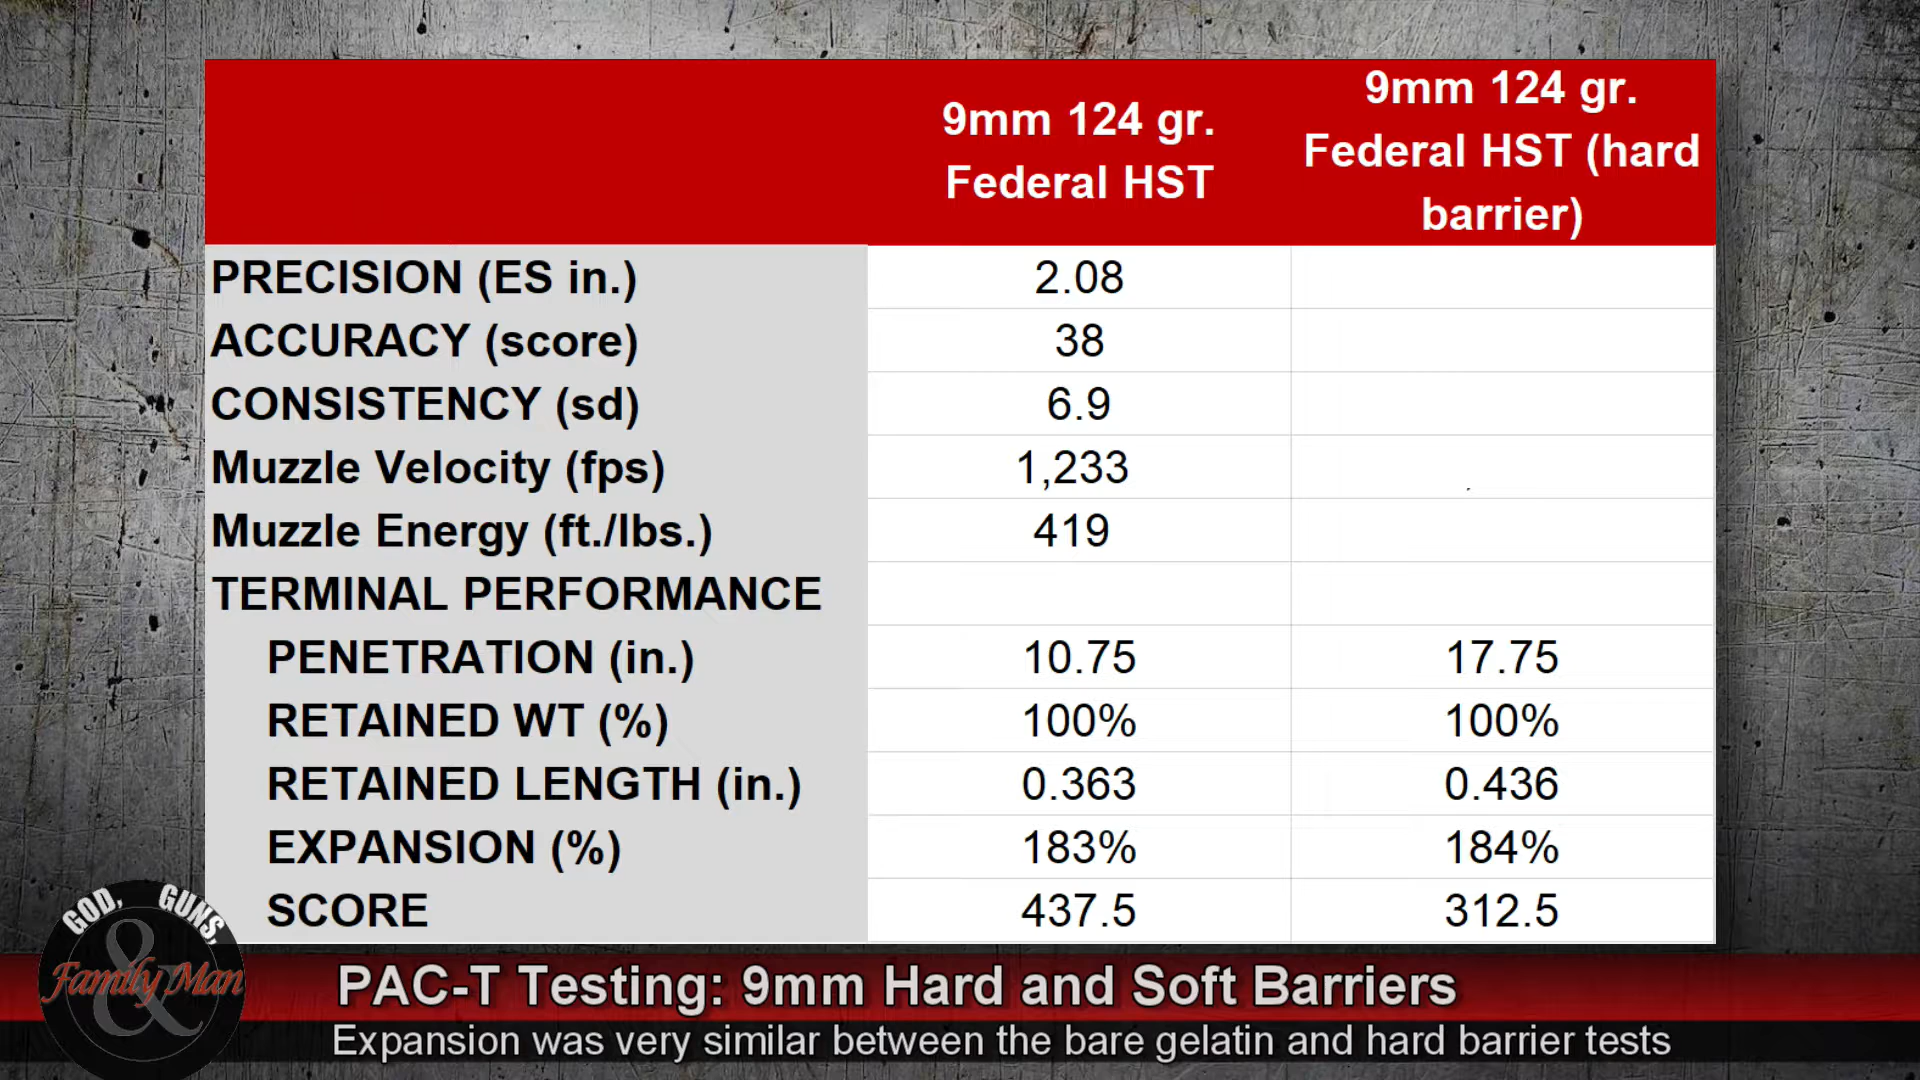 9mm 124 gr.
Federal HST
9mm 124 gr.
Federal HST (hard
barrier)
PRECISION (ES in.) 2.08
ACCURACY (score) 38
CONSISTENCY (sd) 6.9
Muzzle Velocity (fps) 1,233
Muzzle Energy (ft./lbs.) 419
TERMINAL PERFORMANCE
PENETRATION (in.) 10.75 17.75
RETAINED WT (%) 100% 100%
RETAINED LENGTH (in.) 0.363 0.436
EXPANSION (%) 183% 184%
SCORE 437.5 312.5
GOD, GUNS,
&
Family Man
PAC-T Testing: 9mm Hard and Soft Barriers
Expansion was very similar between the bare gelatin and hard barrier tests